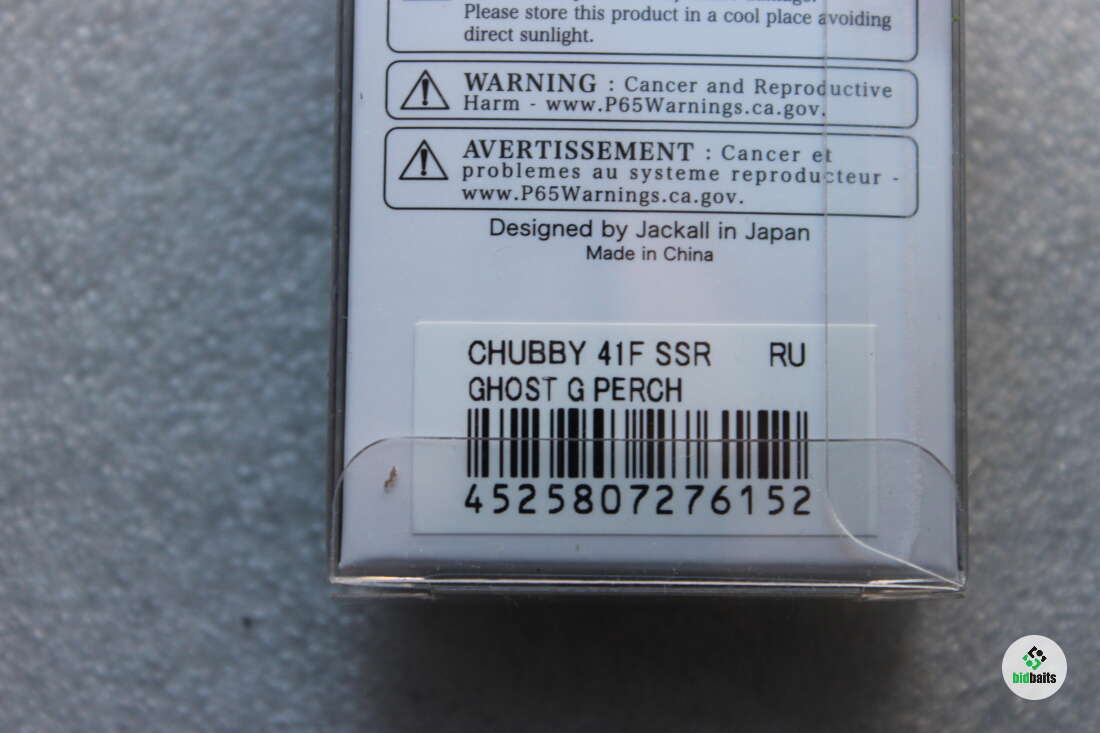 Please store this product in a cool place avoiding
direct sunlight.
WARNING : Cancer and Reproductive
Harm - www.P65Warnings.ca.gov.
AVERTISSEMENT : Cancer et
problemes au systeme reproducteur -
www.P65Warnings.ca.gov.
Designed by Jackall in Japan
Made in China
CHUBBY 41F SSR RU
GHOST G PERCH
4525807276152
bidbaits